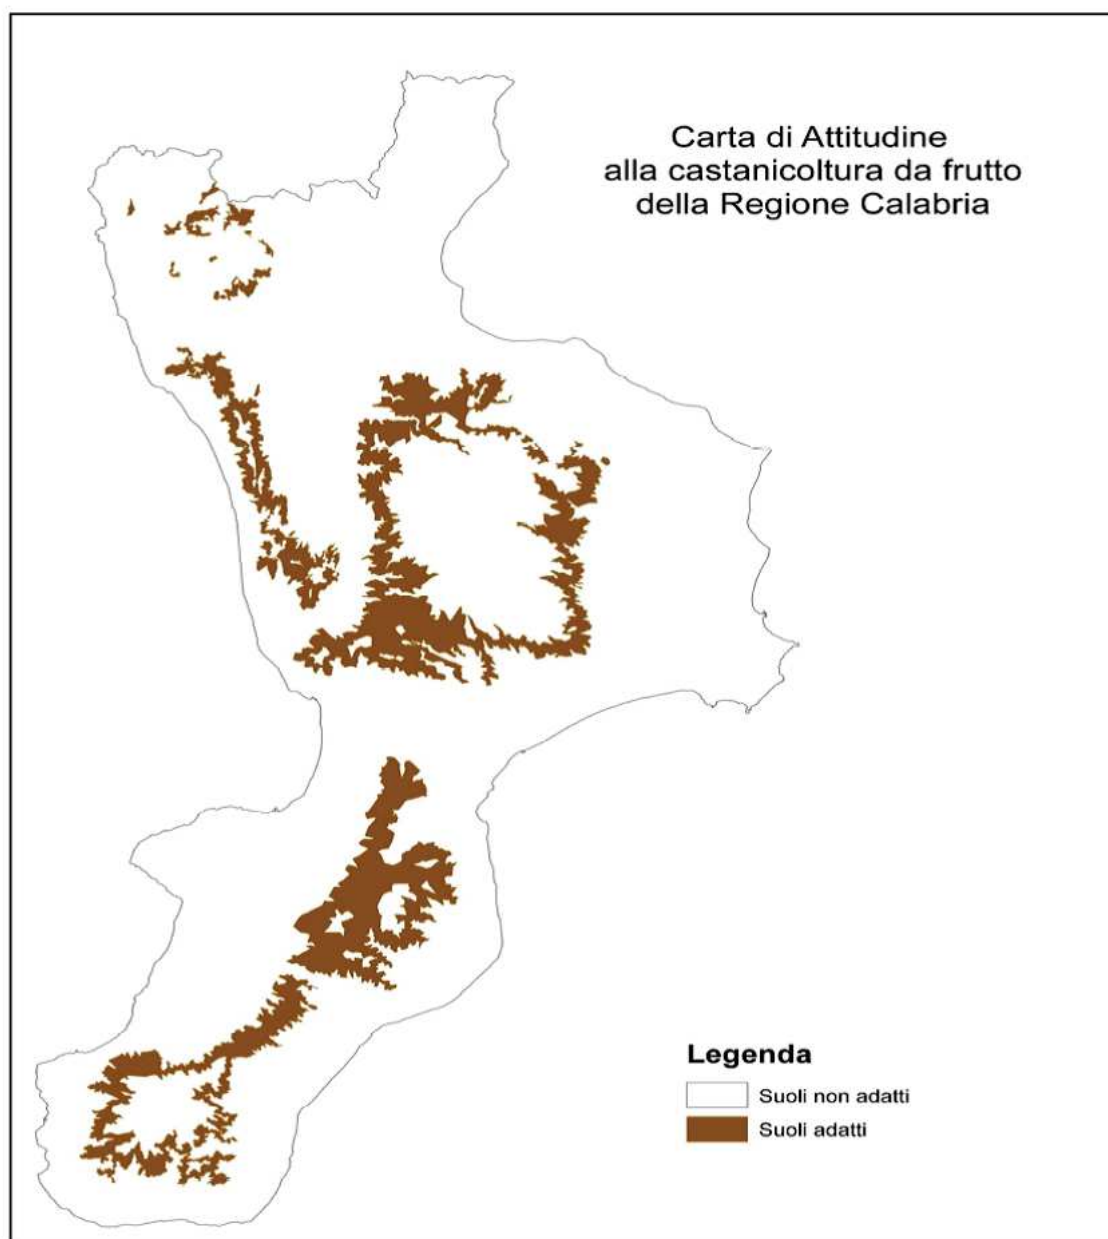 Carta di Attitudine
alla castanicoltura da frutto
della Regione Calabria
Legenda
Suoli non adatti
Suoli adatti